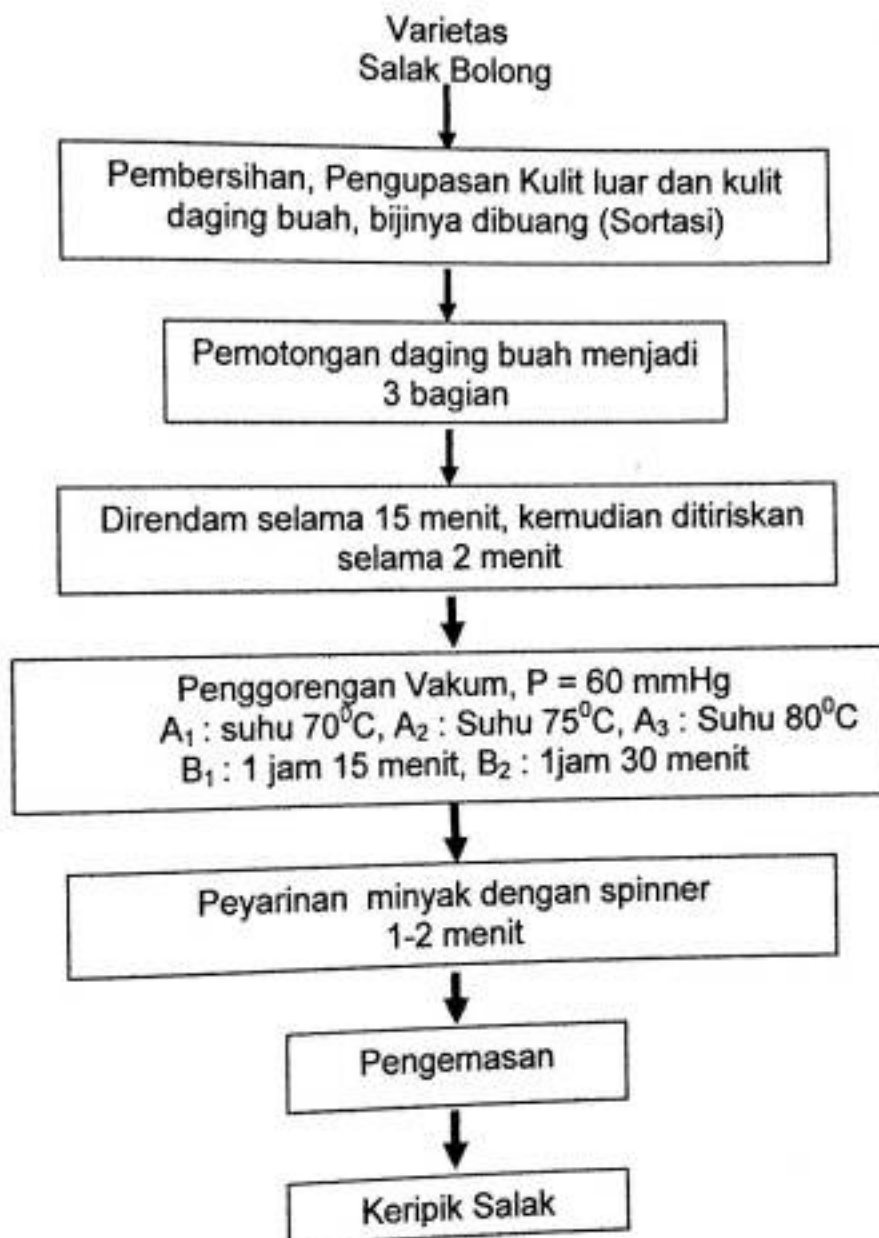 Varietas
Salak Bolong
Pembersihan, Pengupasan Kulit luar dan kulit
daging buah, bijinya dibuang (Sortasi)
Pemotongan daging buah menjadi
3 bagian
Direndam selama 15 menit, kemudian ditiriskan
selama 2 menit
Penggorengan Vakum, P = 60 mmHg
A₁ : suhu 70⁰C, A₂ : Suhu 75⁰C, A₃ : Suhu 80⁰C
B₁ : 1 jam 15 menit, B₂ : 1jam 30 menit
Peyarinan minyak dengan spinner
1-2 menit
Pengemasan
Keripik Salak